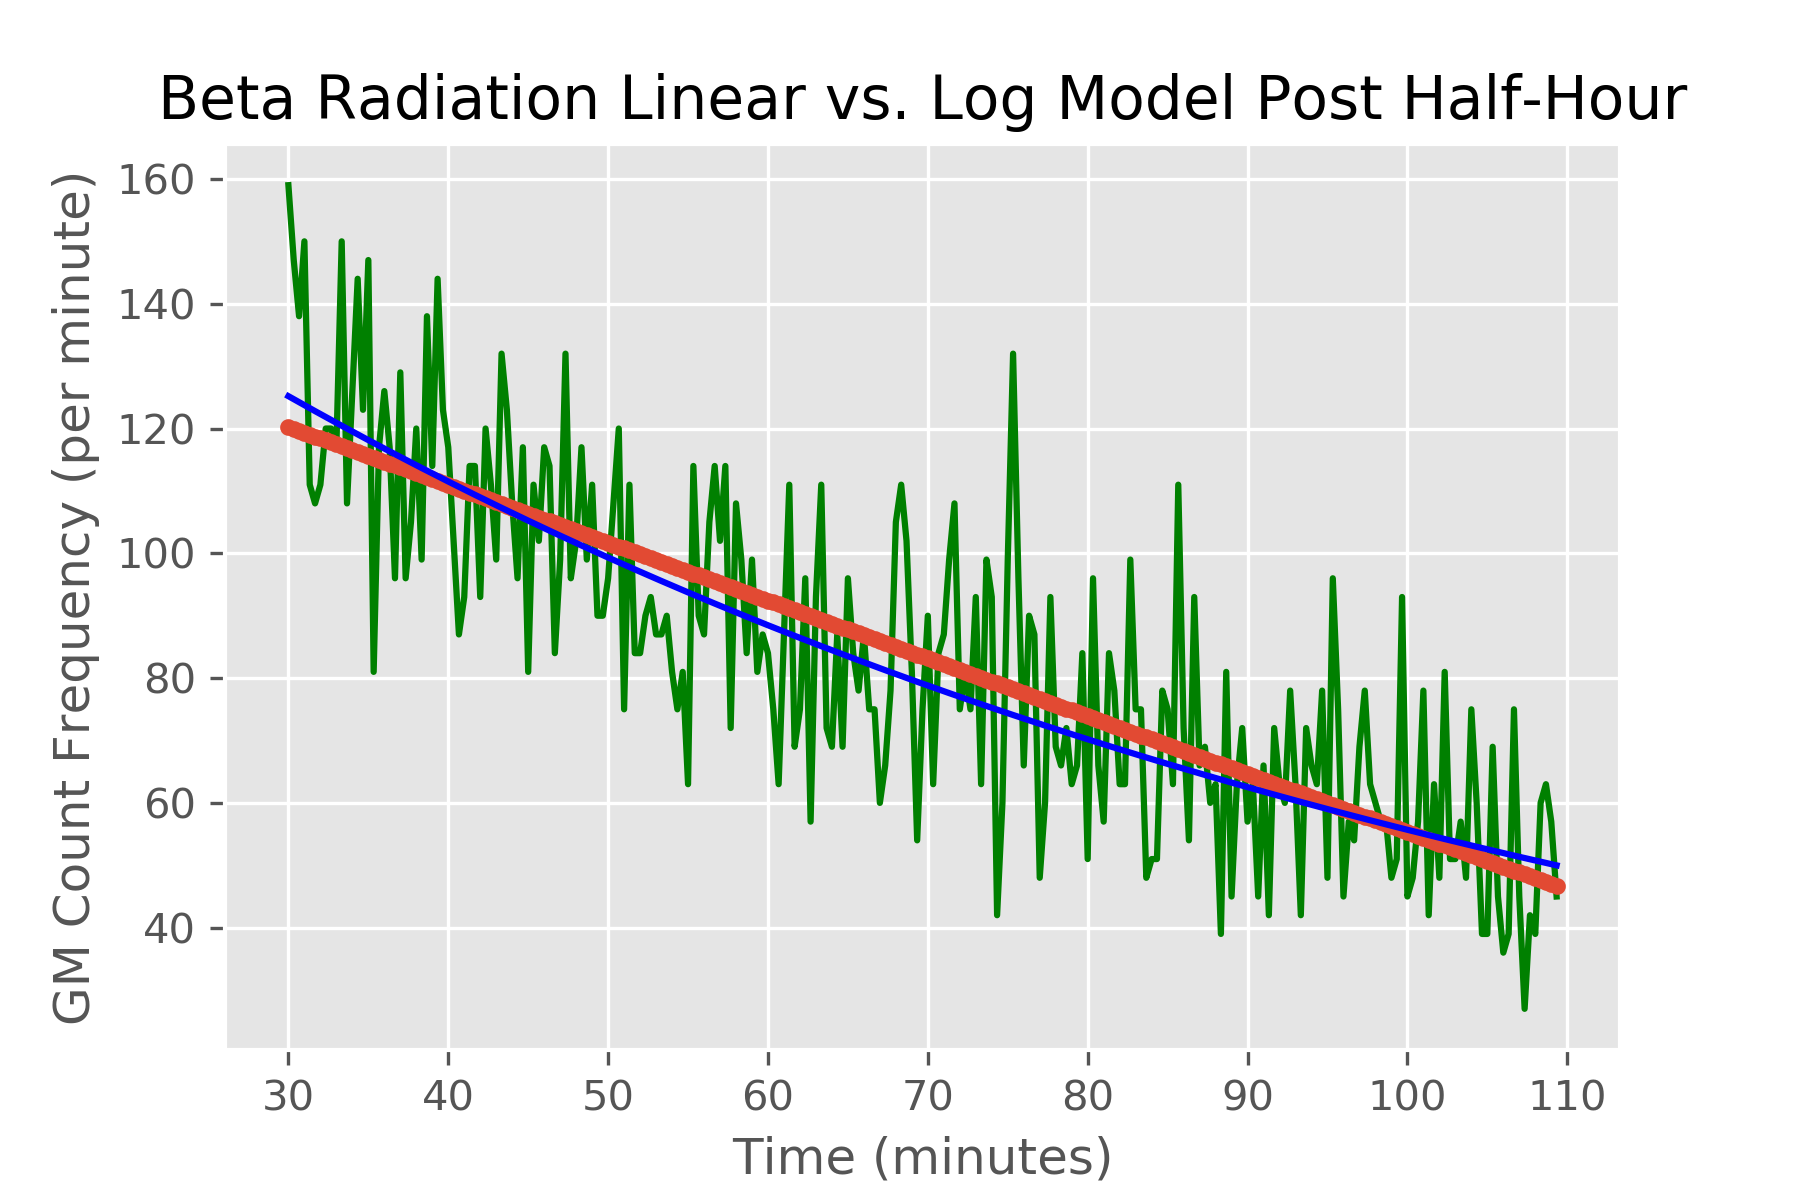 Beta Radiation Linear vs. Log Model Post Half-Hour
GM Count Frequency (per minute)
160
140
120
100
80
60
40
30 40 50 60 70 80 90 100 110
Time (minutes)